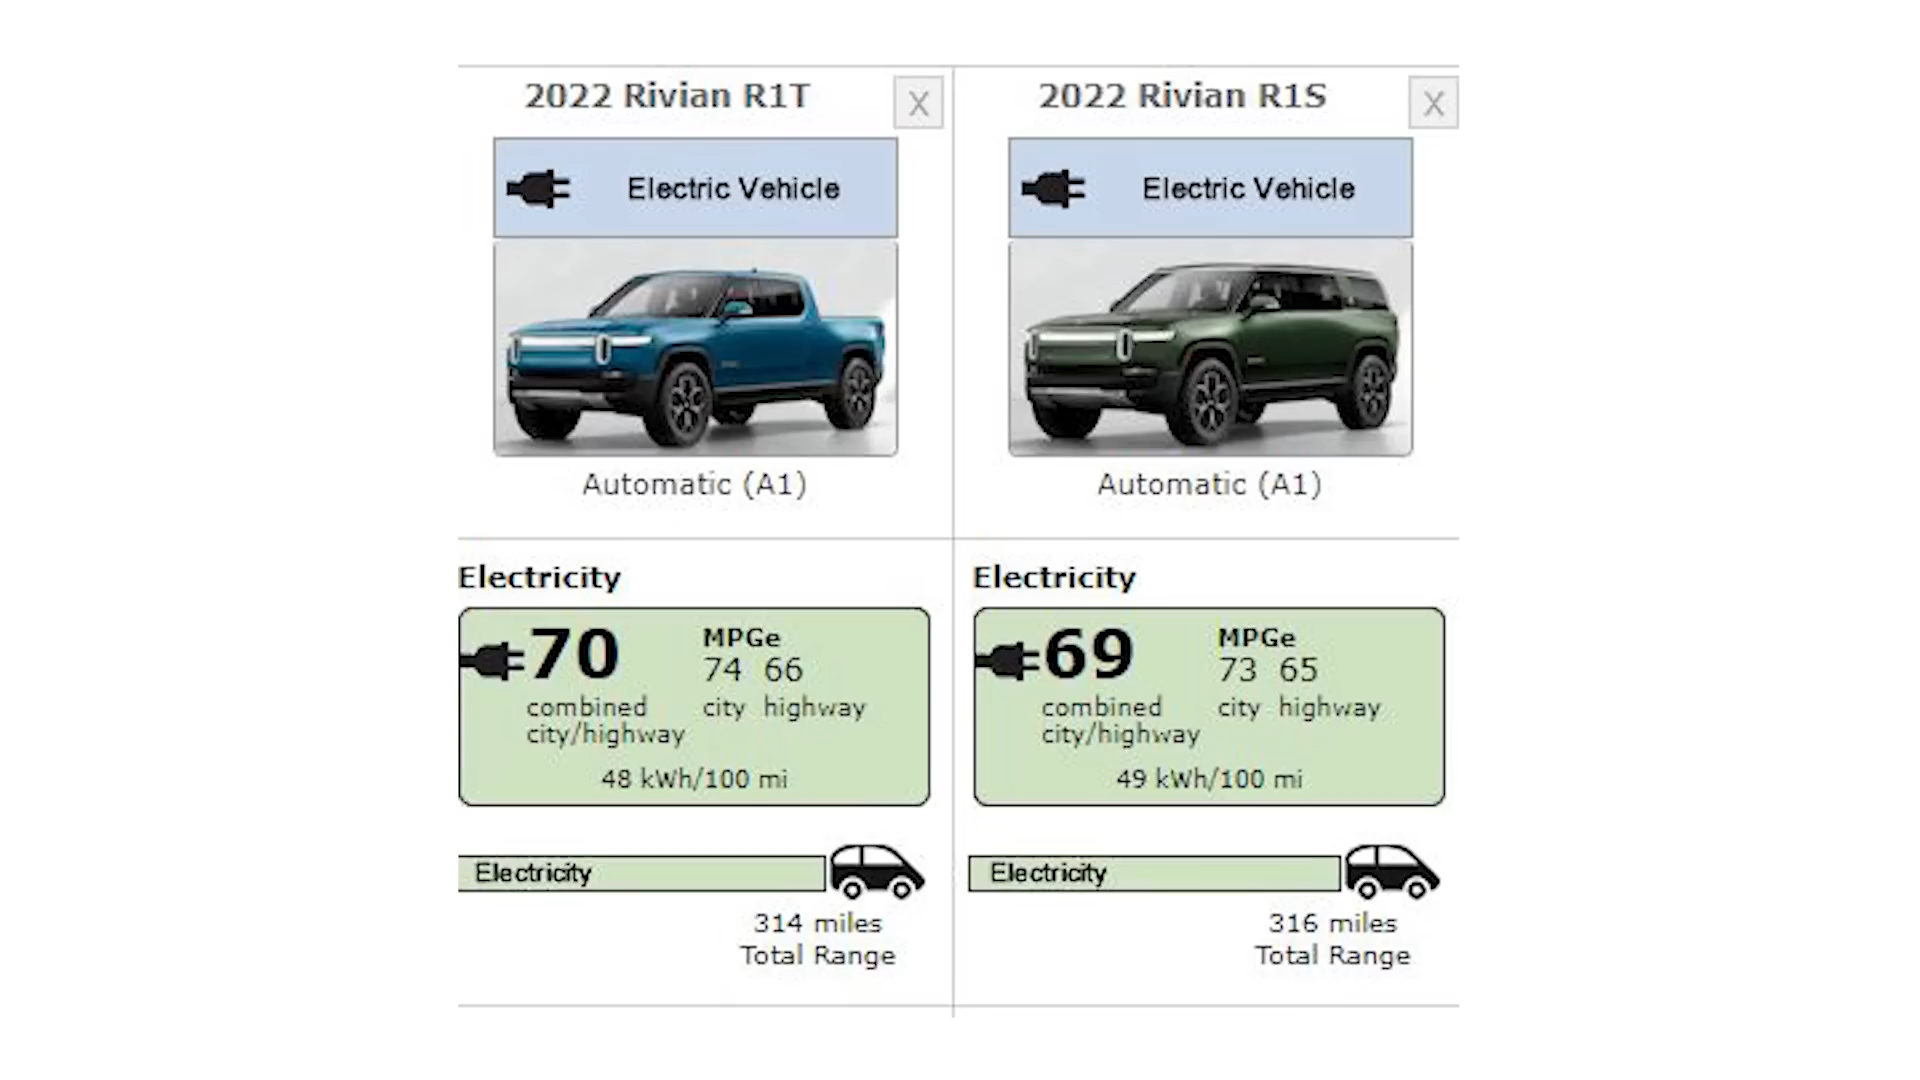 2022 Rivian R1T
X
Electric Vehicle
Automatic (A1)
Electricity
70
combined
city/highway
MPGe
74 66
city highway
48 kWh/100 mi
Electricity
314 miles
Total Range
2022 Rivian R1S
X
Electric Vehicle
Automatic (A1)
Electricity
69
combined
city/highway
MPGe
73 65
city highway
49 kWh/100 mi
Electricity
316 miles
Total Range